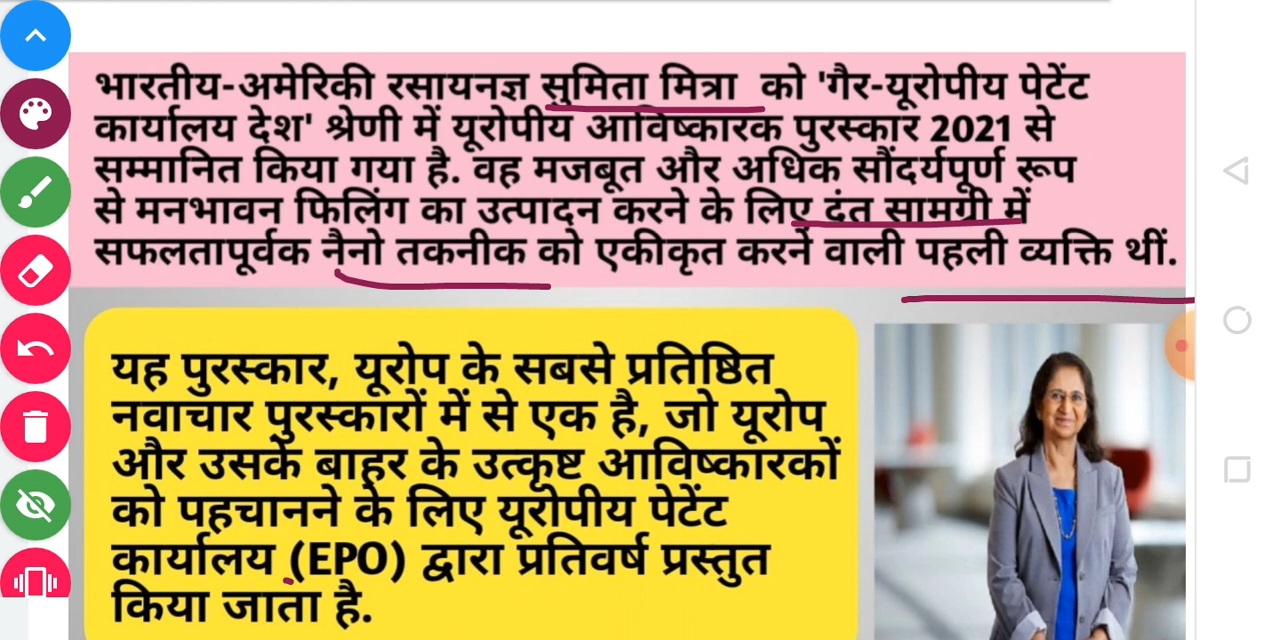 भारतीय-अमेरिकी रसायनज्ञ सुमिता मित्रा को 'गैर-यूरोपीय पेटेंट
कार्यालय देश' श्रेणी में यूरोपीय आविष्कारक पुरस्कार 2021 से
सम्मानित किया गया है. वह मजबूत और अधिक सौंदर्यपूर्ण रूप
से मनभावन फिलिंग का उत्पादन करने के लिए दंत सामग्री में
सफलतापूर्वक नैनो तकनीक को एकीकृत करने वाली पहली व्यक्ति थीं.
यह पुरस्कार, यूरोप के सबसे प्रतिष्ठित
नवाचार पुरस्कारों में से एक है, जो यूरोप
और उसके बाहर के उत्कृष्ट आविष्कारकों
को पहचानने के लिए यूरोपीय पेटेंट
कार्यालय (EPO) द्वारा प्रतिवर्ष प्रस्तुत
किया जाता है.